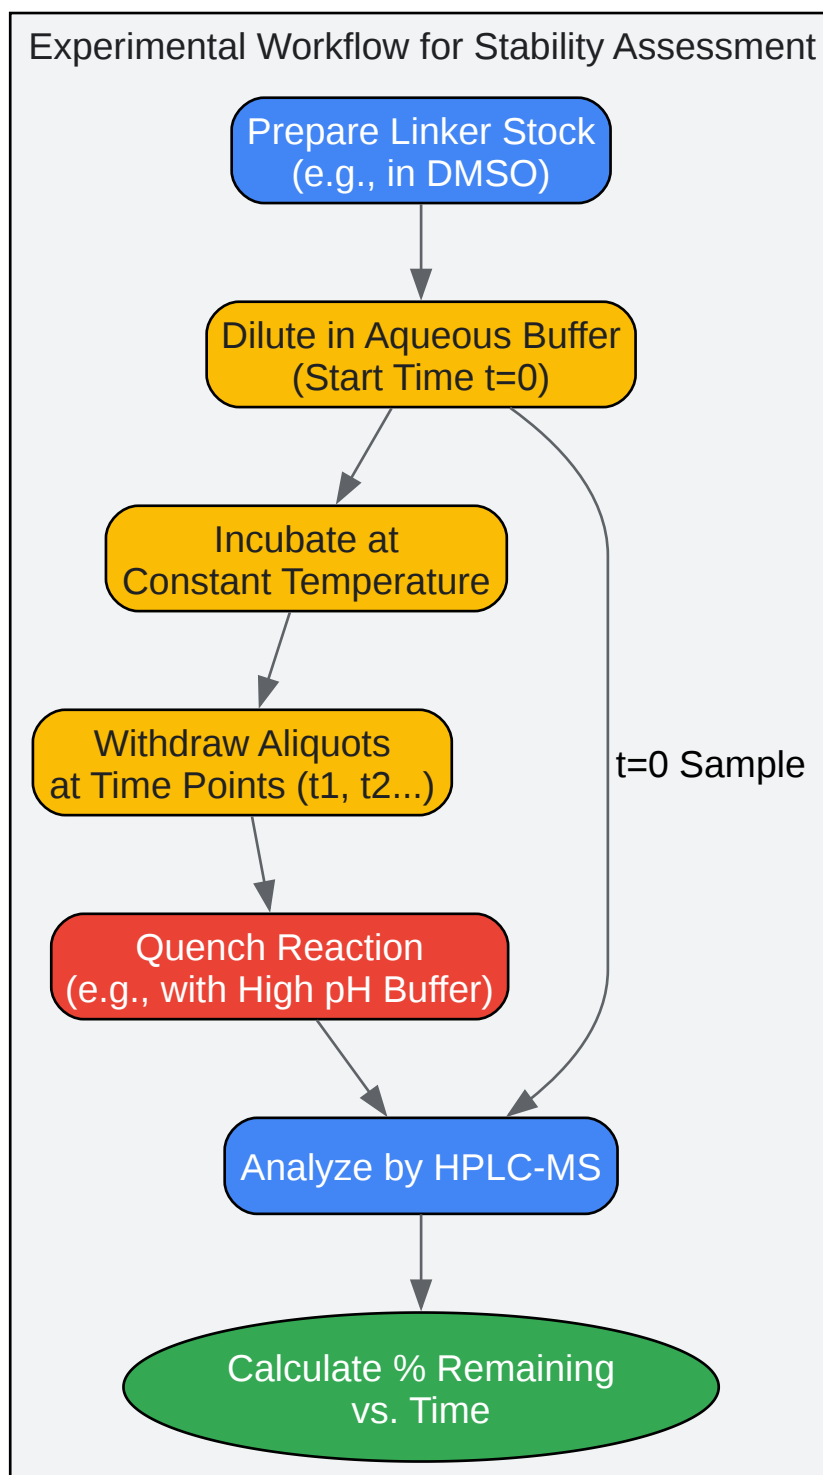 Experimental Workflow for Stability Assessment
Prepare Linker Stock
(e.g., in DMSO)
Dilute in Aqueous Buffer
(Start Time t=0)
Incubate at
Constant Temperature
Withdraw Aliquots
at Time Points (t1, t2...)
t=0 Sample
Quench Reaction
(e.g., with High pH Buffer)
Analyze by HPLC-MS
Calculate % Remaining
vs. Time